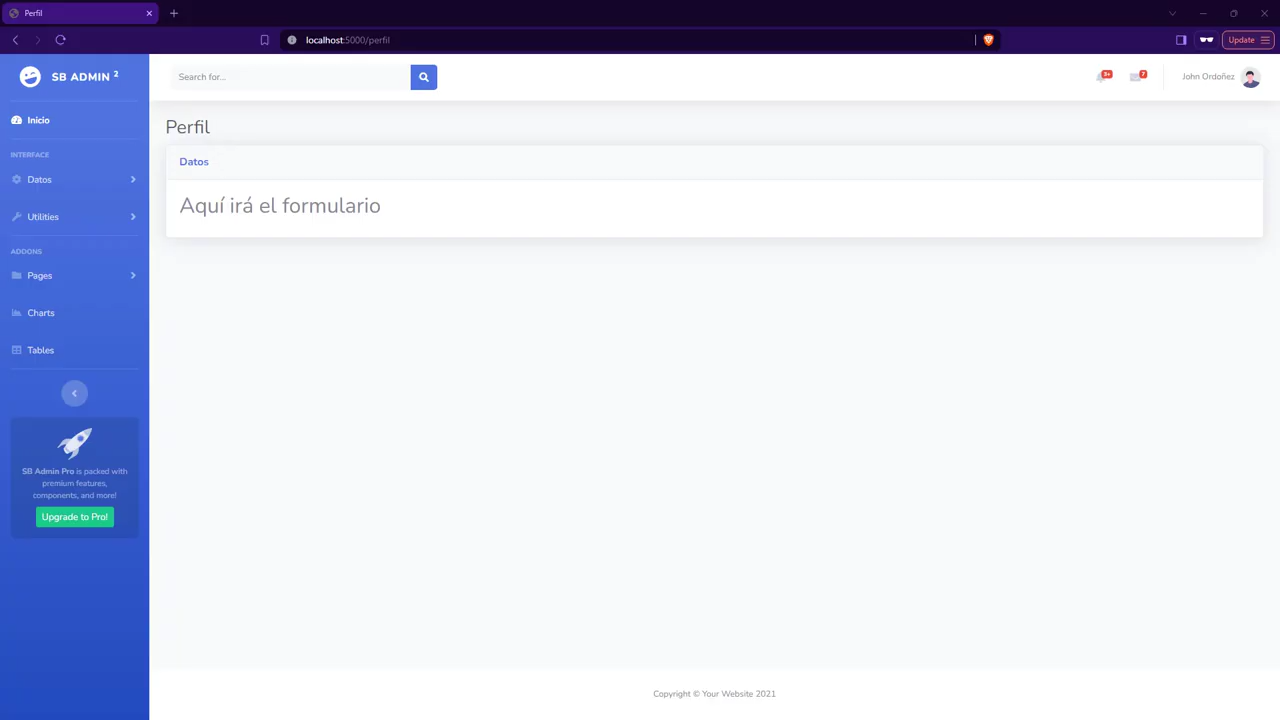 Perfil
localhost:5000/perfil
Update
SB ADMIN 2
Search for...
3+
7
John Ordoñez
Inicio
INTERFACE
Datos
Utilities
ADDONS
Pages
Charts
Tables
SB Admin Pro is packed with
premium features,
components, and more!
Upgrade to Pro!
Perfil
Datos
Aquí irá el formulario
Copyright © Your Website 2021